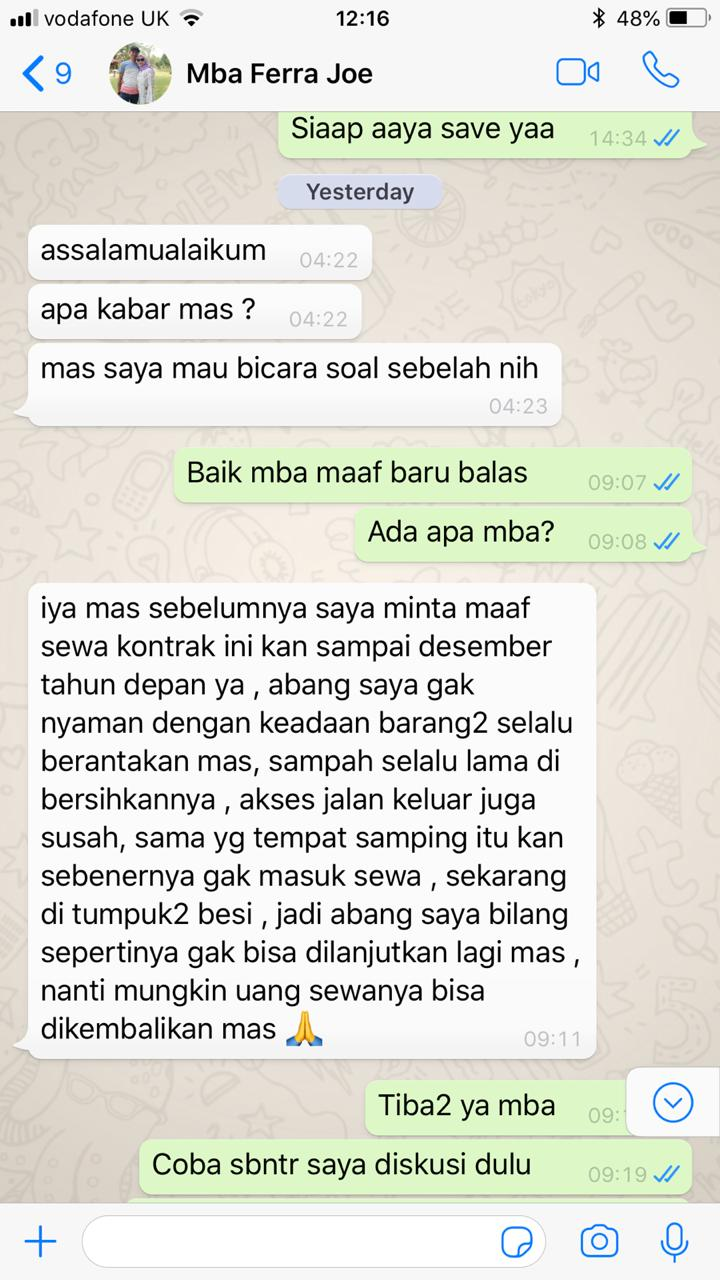 vodafone UK
12:16
48%
9
Mba Ferra Joe
Siaap aaya save yaa
14:34
Yesterday
assalamualaikum
04:22
apa kabar mas ?
04:22
mas saya mau bicara soal sebelah nih
04:23
Baik mba maaf baru balas
09:07
Ada apa mba?
09:08
iya mas sebelumnya saya minta maaf
sewa kontrak ini kan sampai desember
tahun depan ya , abang saya gak
nyaman dengan keadaan barang2 selalu
berantakan mas, sampah selalu lama di
bersihkannya , akses jalan keluar juga
susah, sama yg tempat samping itu kan
sebenernya gak masuk sewa , sekarang
di tumpuk2 besi , jadi abang saya bilang
sepertinya gak bisa dilanjutkan lagi mas ,
nanti mungkin uang sewanya bisa
dikembalikan mas 🙏
09:11
Tiba2 ya mba
Coba sbntr saya diskusi dulu
09:19